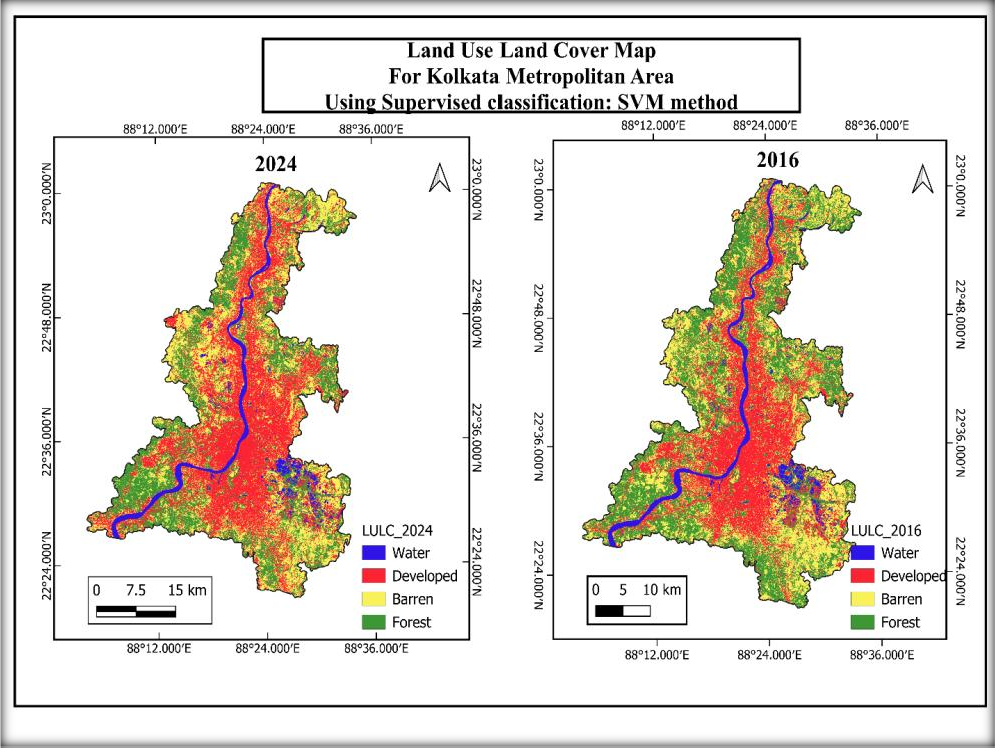 Land Use Land Cover Map
For Kolkata Metropolitan Area
Using Supervised classification: SVM method
88°12.000'E 88°24.000'E 88°36.000'E
2024
23°0.000'N
22°48.000'N
22°36.000'N
22°24.000'N
23°0.000'N
22°48.000'N
22°36.000'N
22°24.000'N
LULC_2024
Water
Developed
Barren
Forest
0 7.5 15 km
88°12.000'E 88°24.000'E 88°36.000'E
88°12.000'E 88°24.000'E 88°36.000'E
2016
23°0.000'N
22°48.000'N
22°36.000'N
22°24.000'N
23°0.000'N
22°48.000'N
22°36.000'N
22°24.000'N
LULC_2016
Water
Developed
Barren
Forest
0 5 10 km
88°12.000'E 88°24.000'E 88°36.000'E